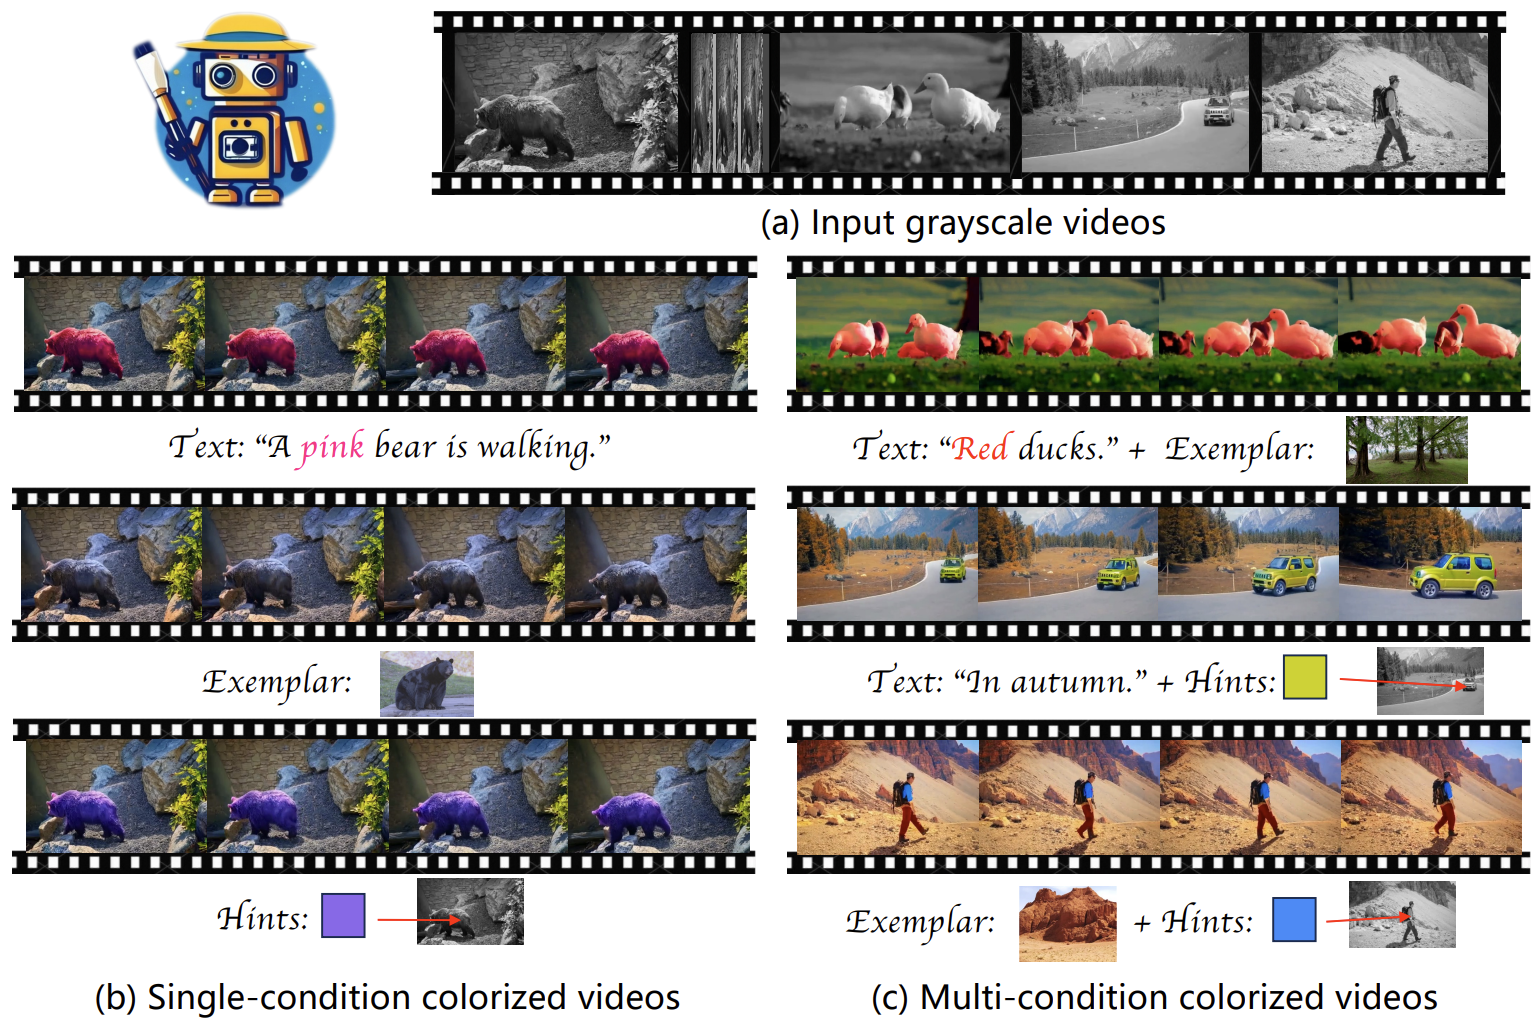 (a) Input grayscale videos
Text: “A pink bear is walking.”
Exemplar:
Hints:
(b) Single-condition colorized videos
Text: “Red ducks.” + Exemplar:
Text: “In autumn.” + Hints:
Exemplar: + Hints:
(c) Multi-condition colorized videos